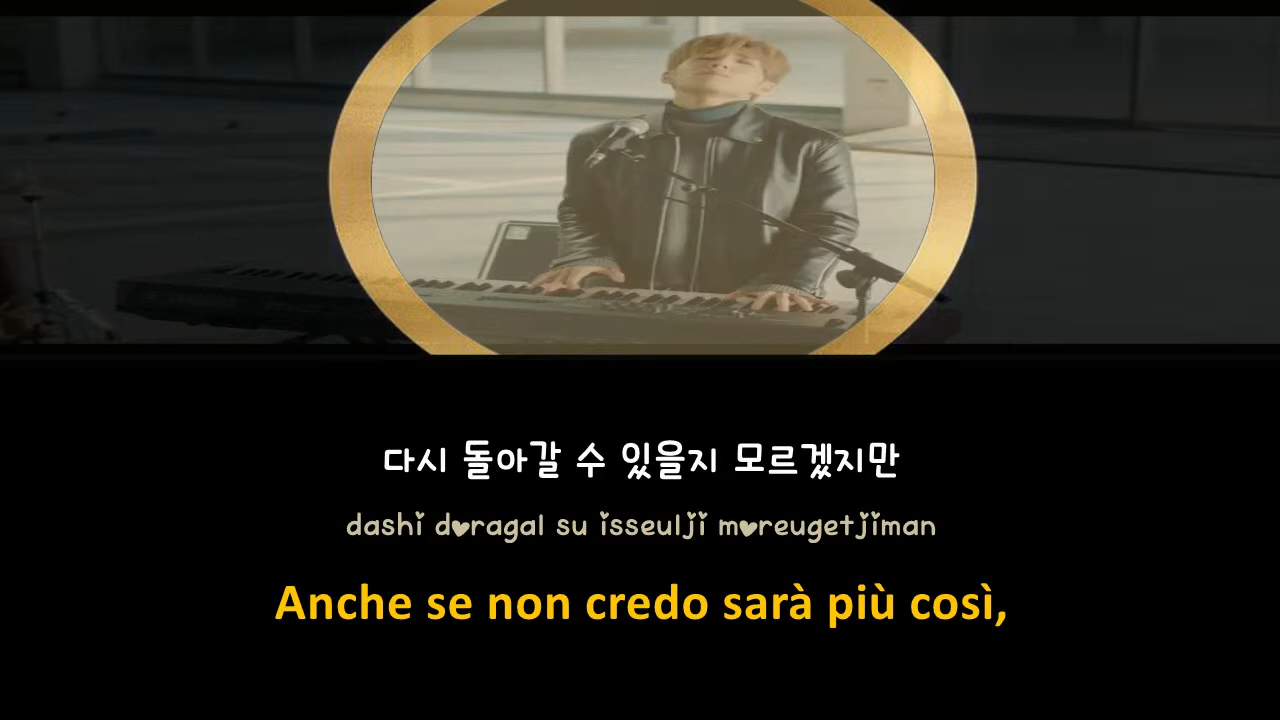 다시 돌아갈 수 있을지 모르겠지만
dashi doragal su isseulji moreugetjiman
Anche se non credo sarà più così,